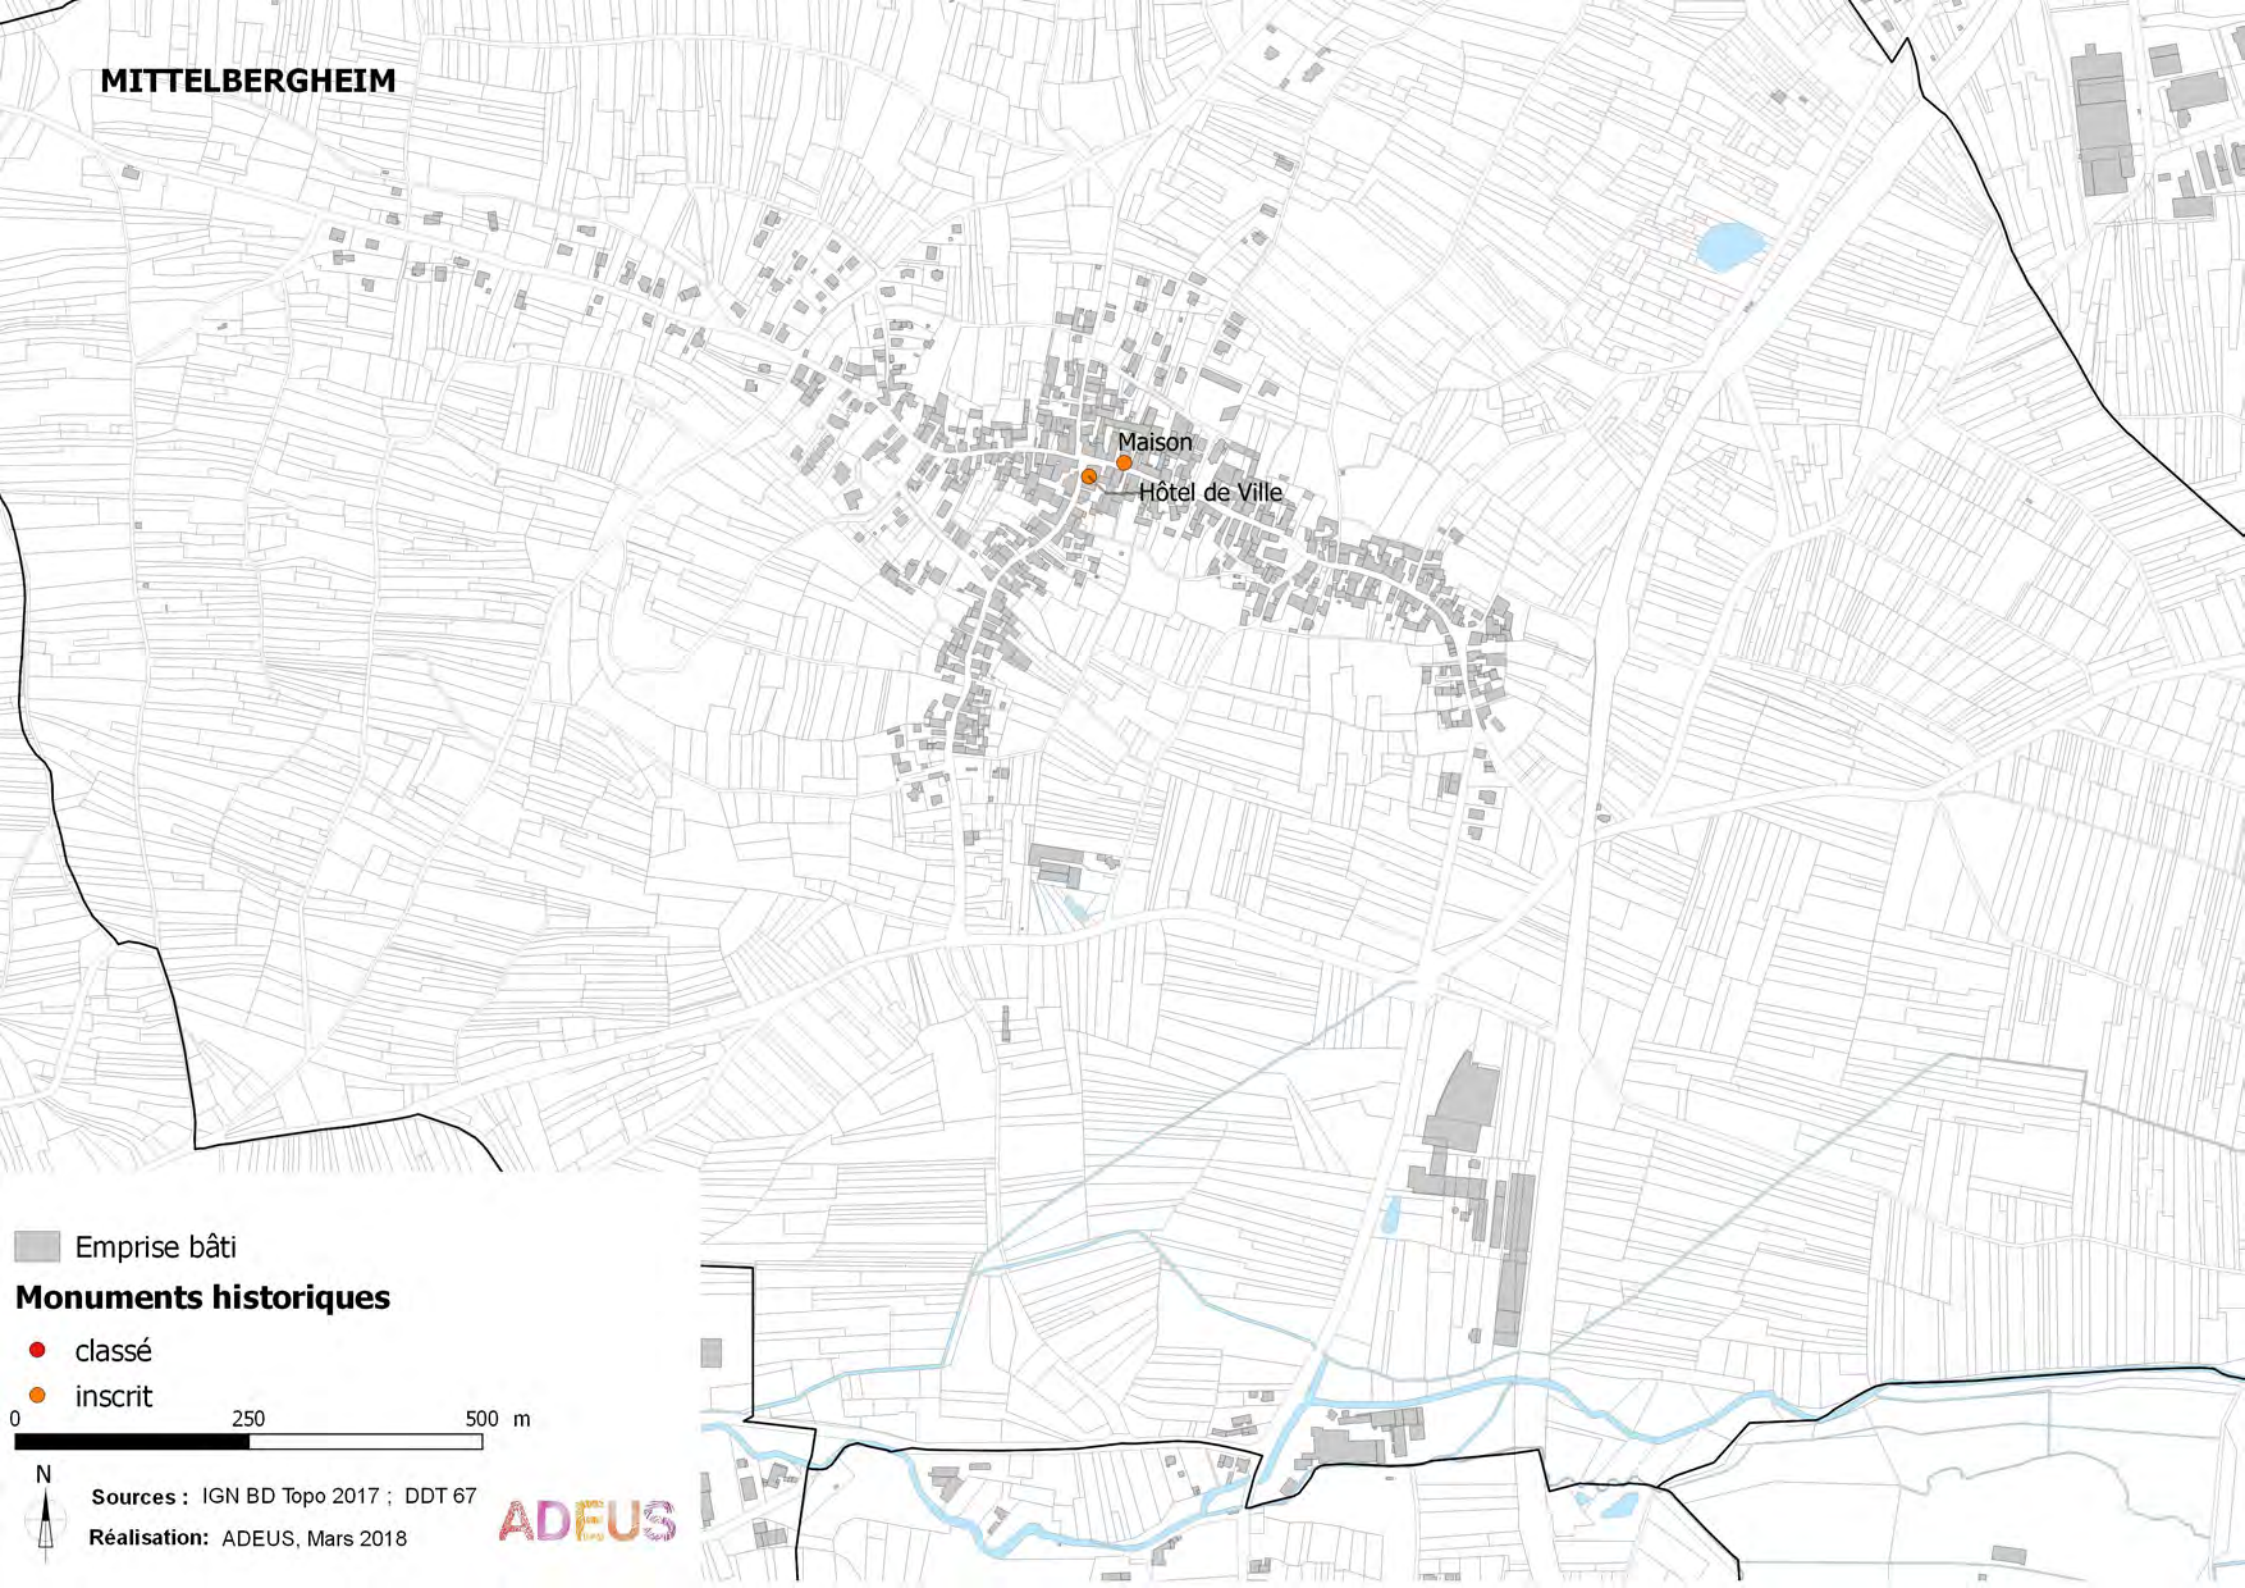 MITTELBERGHEIM
Maison
Hôtel de Ville
Emprise bâti
Monuments historiques
classé
inscrit
0 250 500 m
N
Sources : IGN BD Topo 2017 ; DDT 67
Réalisation: ADEUS, Mars 2018
ADEUS